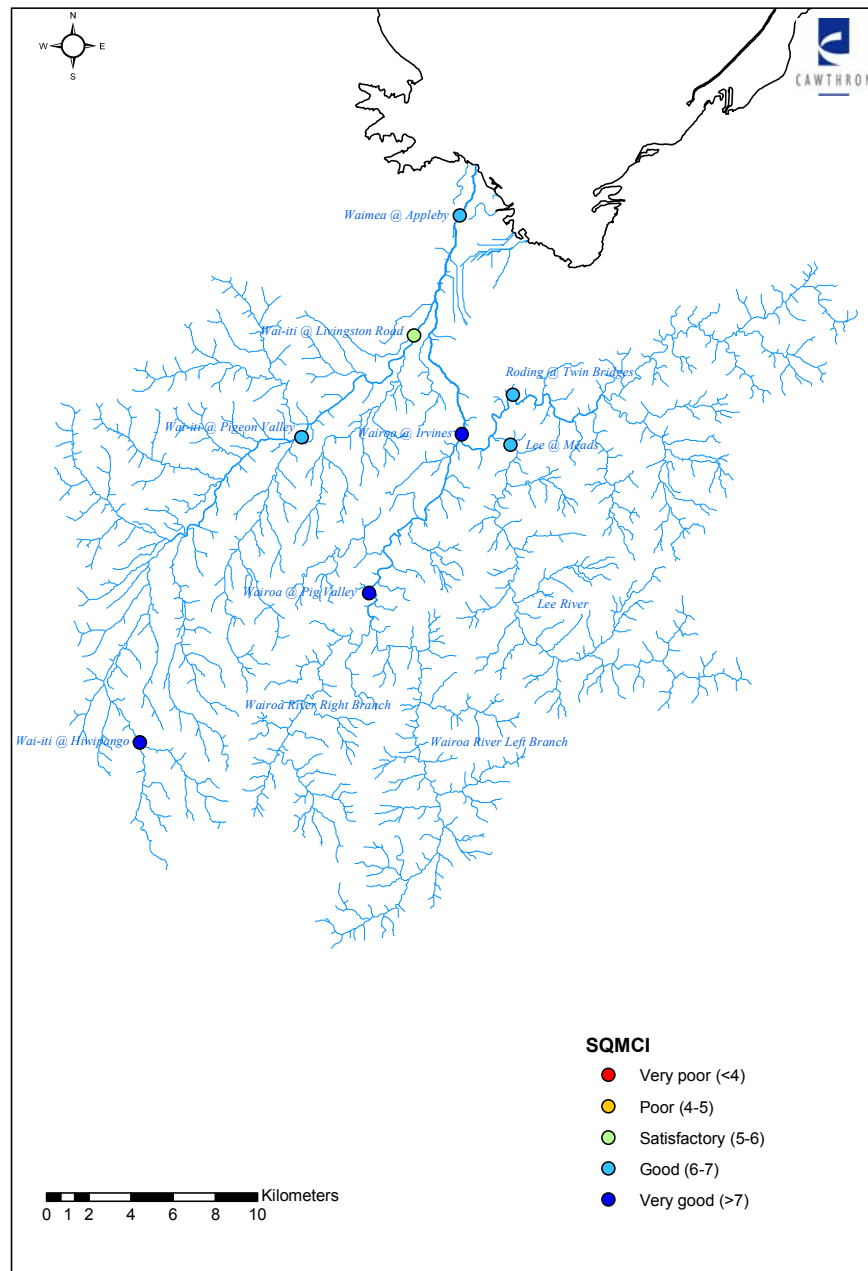 N
W E
S
CAWTHRON
Waimea @ Appleby
Wai-iti @ Livingston Road
Roding @ Twin Bridges
Wai-iti @ Pigeon Valley
Wairoa @ Irvines
Lee @ Meads
Wairoa @ Pig Valley
Lee River
Wairoa River Right Branch
Wai-iti @ Hiwipango
Wairoa River Left Branch
SQMCI
Very poor (<4)
Poor (4-5)
Satisfactory (5-6)
Good (6-7)
Very good (>7)
Kilometers
0 1 2 4 6 8 10